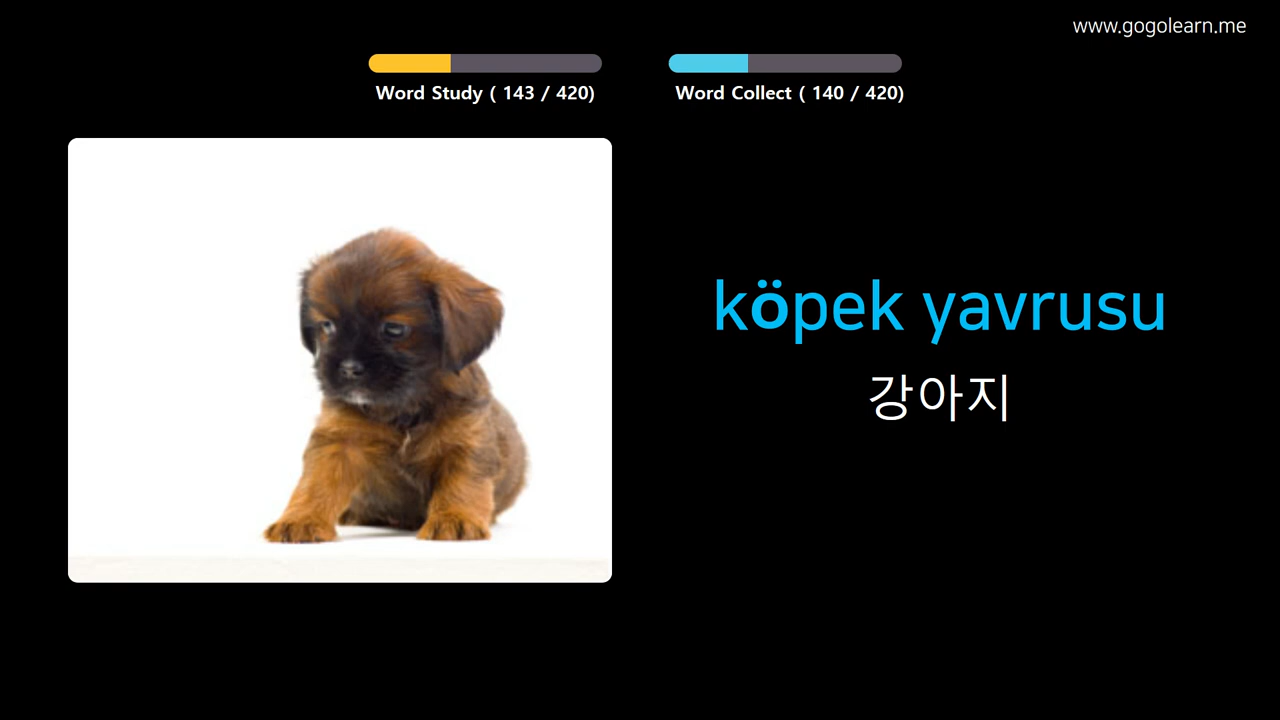 www.gogolearn.me
Word Study ( 143 / 420)
Word Collect ( 140 / 420)
köpek yavrusu
강아지